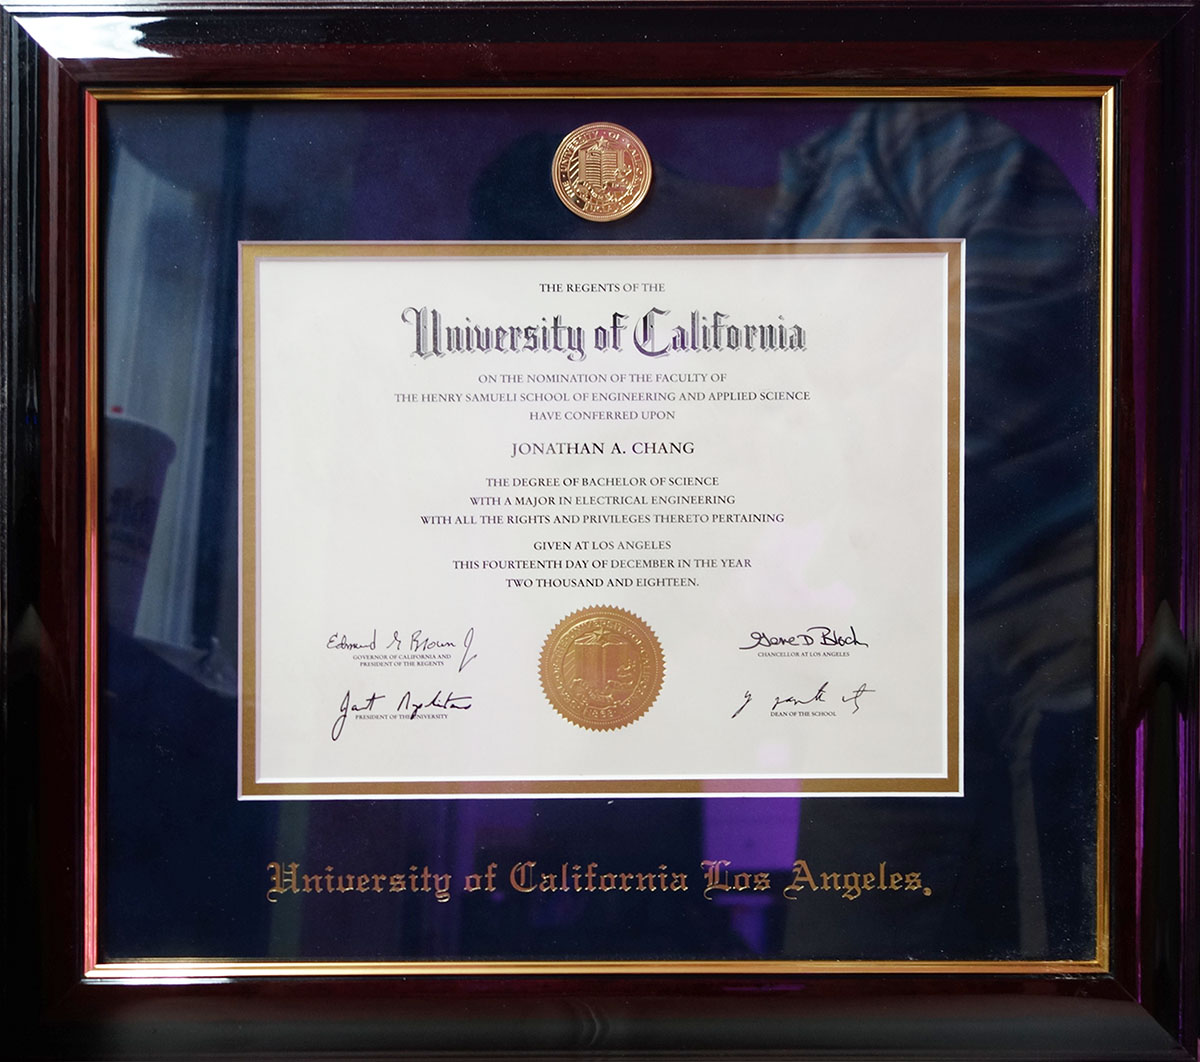 THE REGENTS OF THE
University of California
ON THE NOMINATION OF THE FACULTY OF
THE HENRY SAMUELI SCHOOL OF ENGINEERING AND APPLIED SCIENCE
HAVE CONFERRED UPON
JONATHAN A. CHANG
THE DEGREE OF BACHELOR OF SCIENCE
WITH A MAJOR IN ELECTRICAL ENGINEERING
WITH ALL THE RIGHTS AND PRIVILEGES THERETO PERTAINING
GIVEN AT LOS ANGELES
THIS FOURTEENTH DAY OF DECEMBER IN THE YEAR
TWO THOUSAND AND EIGHTEEN.
Edmund G Brown Jr
GOVERNOR OF CALIFORNIA AND
PRESIDENT OF THE REGENTS
Gene D Block
CHANCELLOR AT LOS ANGELES
PRESIDENT OF THE UNIVERSITY
DEAN OF THE SCHOOL
University of California Los Angeles.